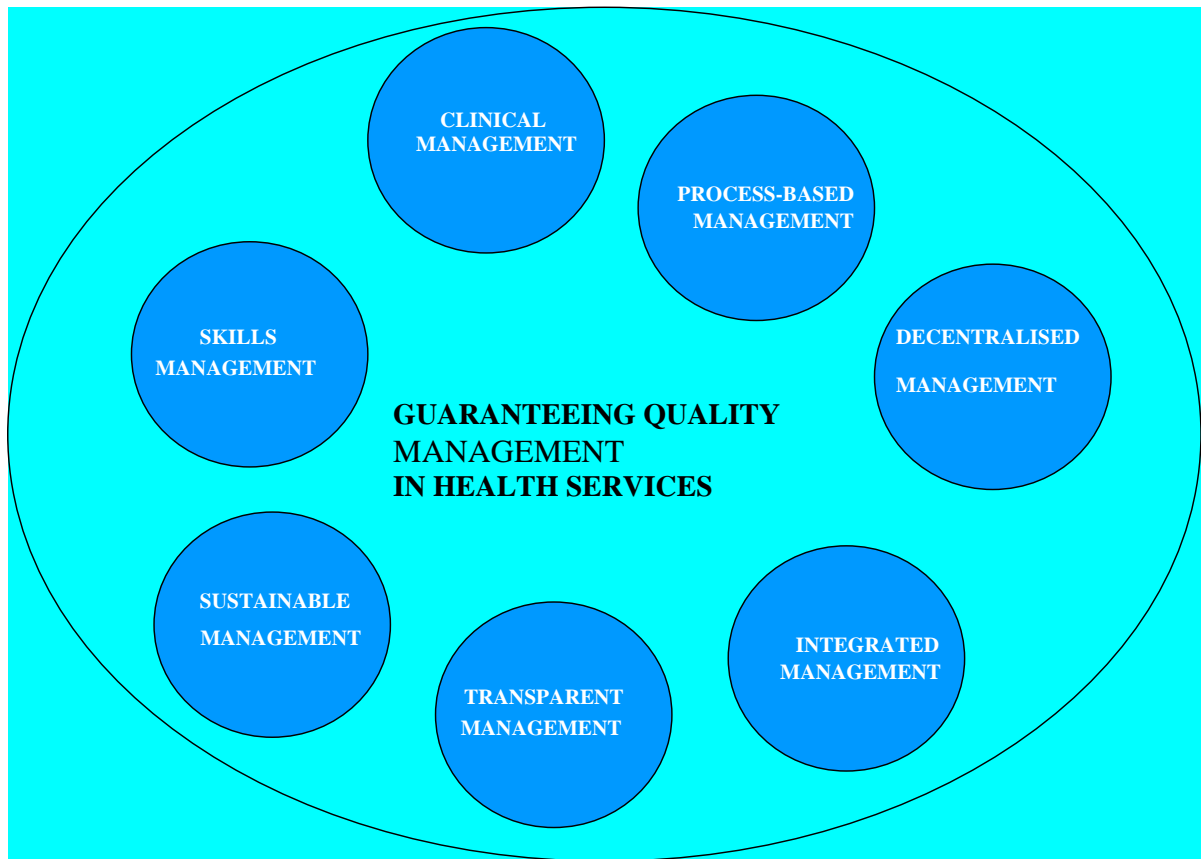 CLINICAL
MANAGEMENT
PROCESS-BASED
MANAGEMENT
SKILLS
MANAGEMENT
DECENTRALISED
MANAGEMENT
GUARANTEEING QUALITY
MANAGEMENT
IN HEALTH SERVICES
SUSTAINABLE
MANAGEMENT
INTEGRATED
MANAGEMENT
TRANSPARENT
MANAGEMENT